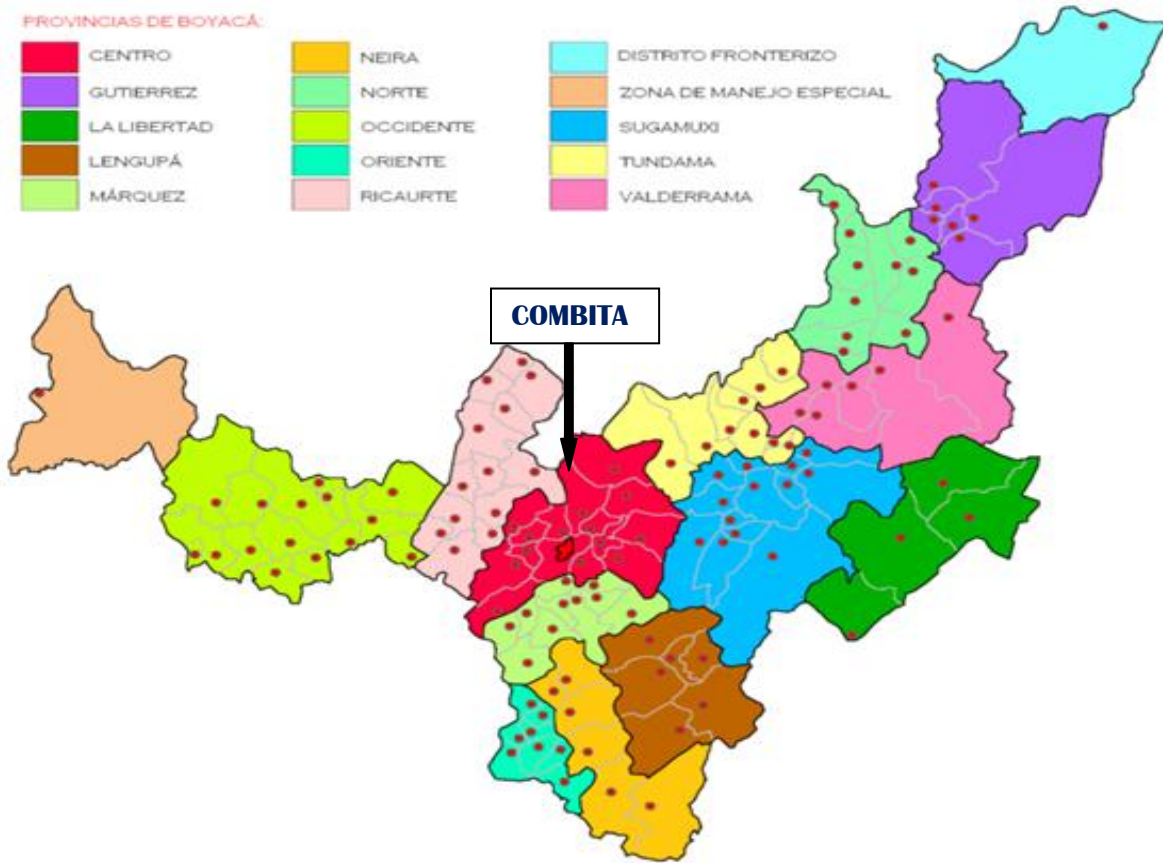 PROVINCIAS DE BOYACÁ:
CENTRO
GUTIERREZ
LA LIBERTAD
LENGUPÁ
MÁRQUEZ
NEIRA
NORTE
OCCIDENTE
ORIENTE
RICAURTE
DISTRITO FRONTERIZO
ZONA DE MANEJO ESPECIAL
SUGAMUXI
TUNDAMA
VALDERRAMA
COMBITA